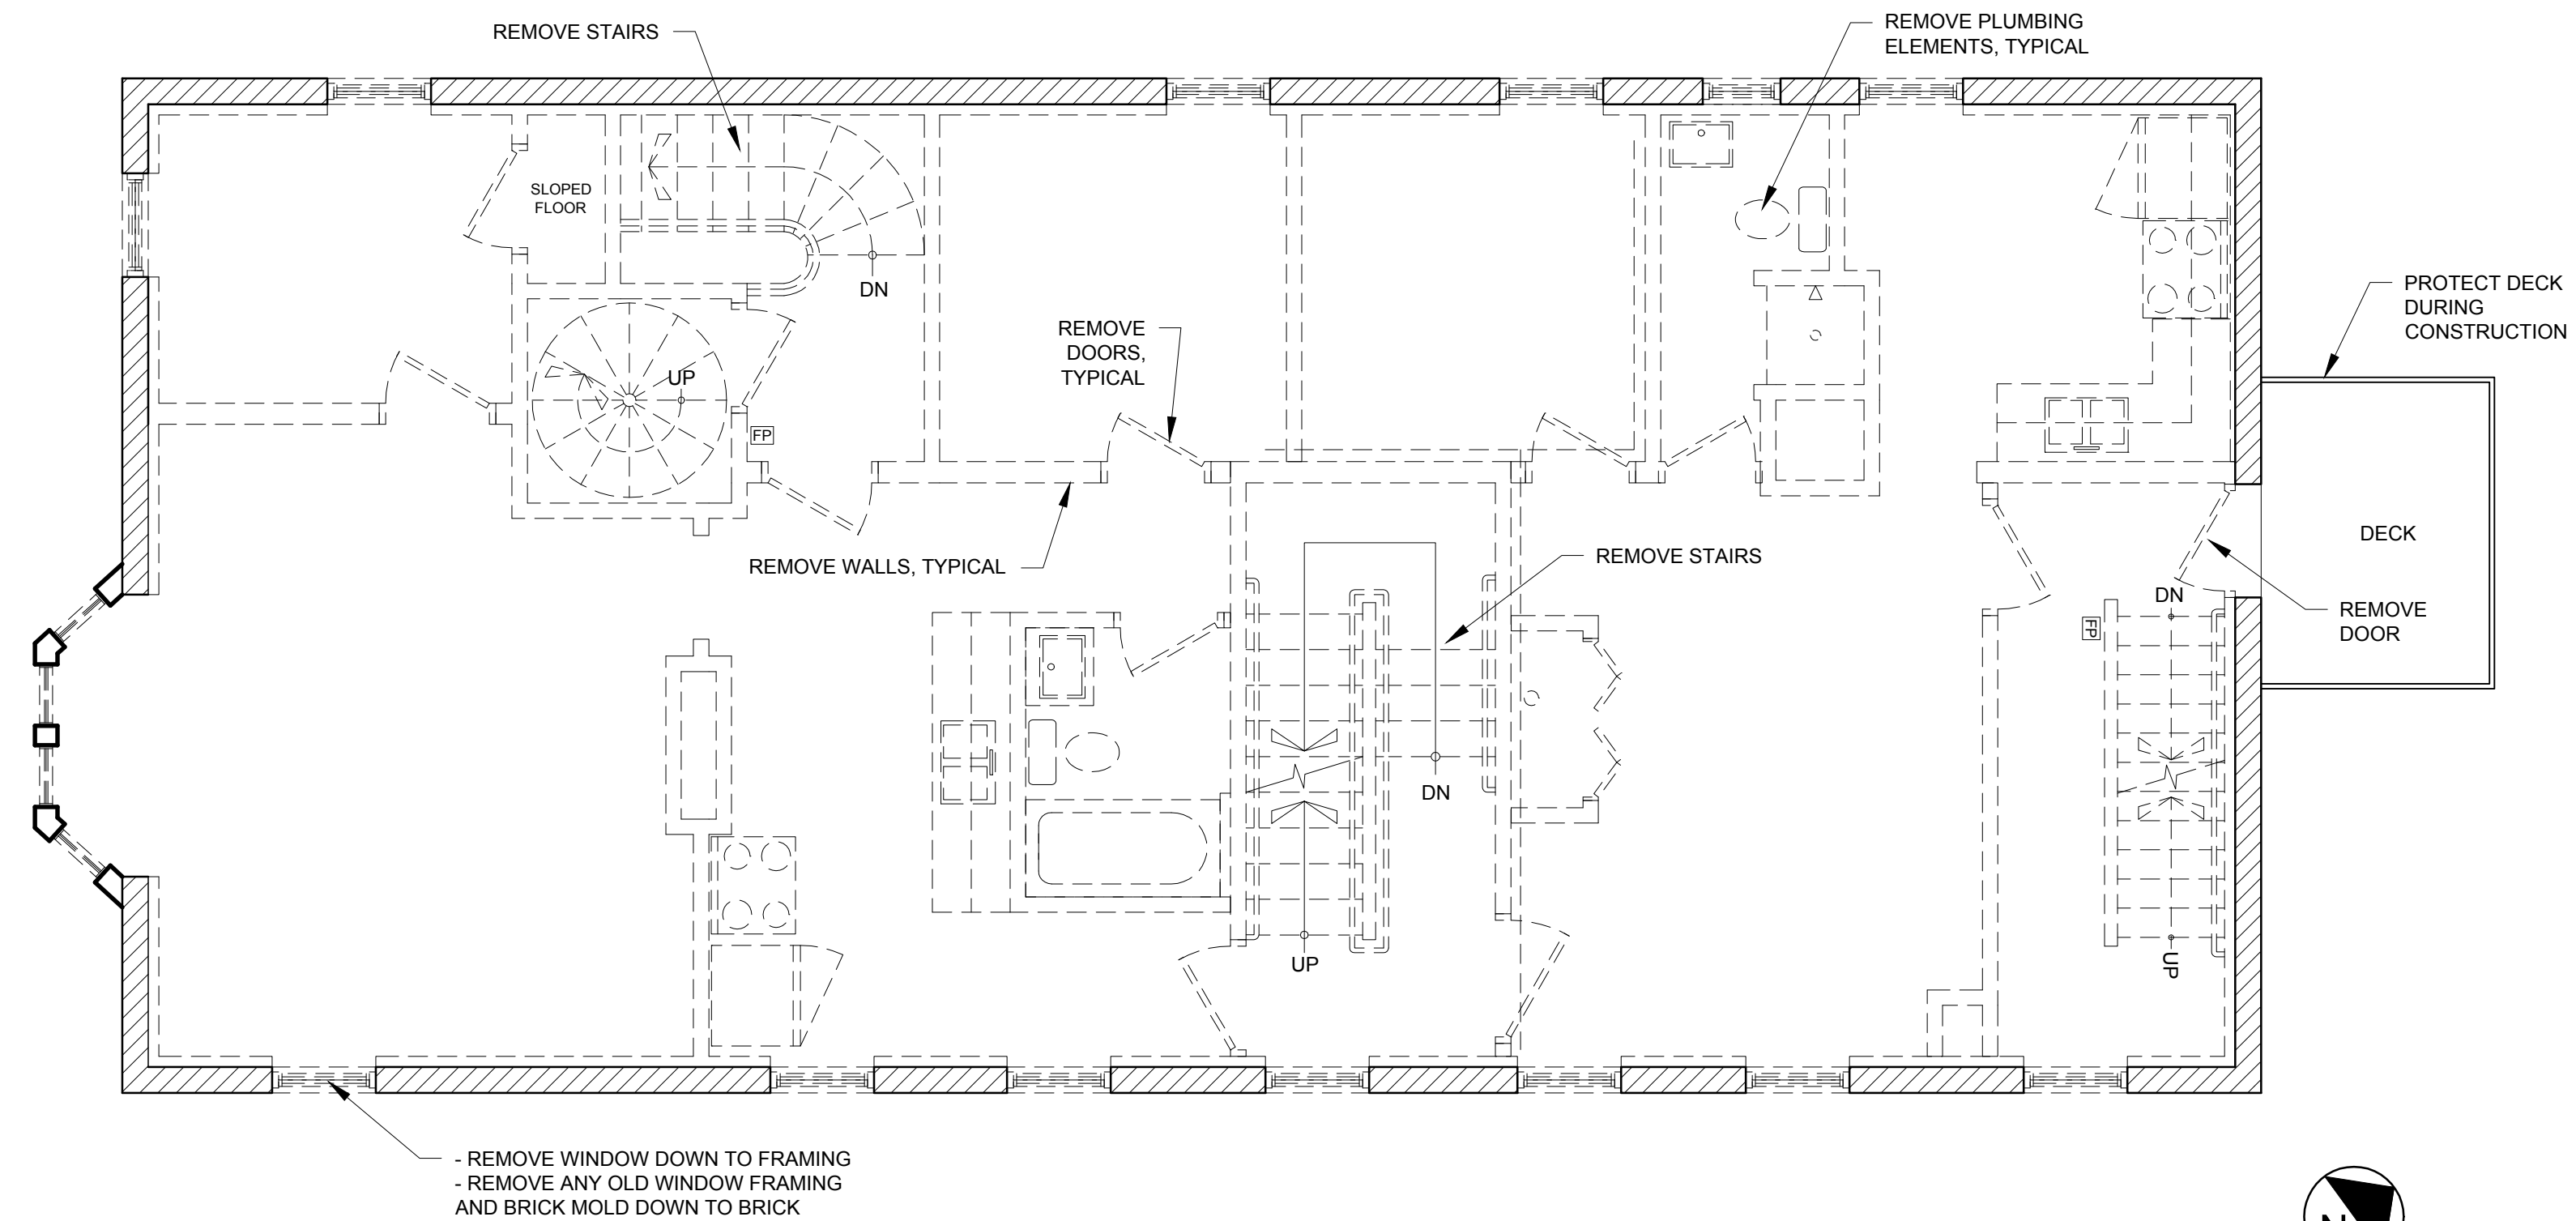 REMOVE STAIRS
REMOVE PLUMBING
ELEMENTS, TYPICAL
SLOPED
FLOOR
DN
PROTECT DECK
DURING
CONSTRUCTION
REMOVE
DOORS,
TYPICAL
UP
FP
DECK
REMOVE WALLS, TYPICAL
REMOVE STAIRS
DN
REMOVE
DOOR
FP
DN
UP
UP
- REMOVE WINDOW DOWN TO FRAMING
- REMOVE ANY OLD WINDOW FRAMING
AND BRICK MOLD DOWN TO BRICK
N